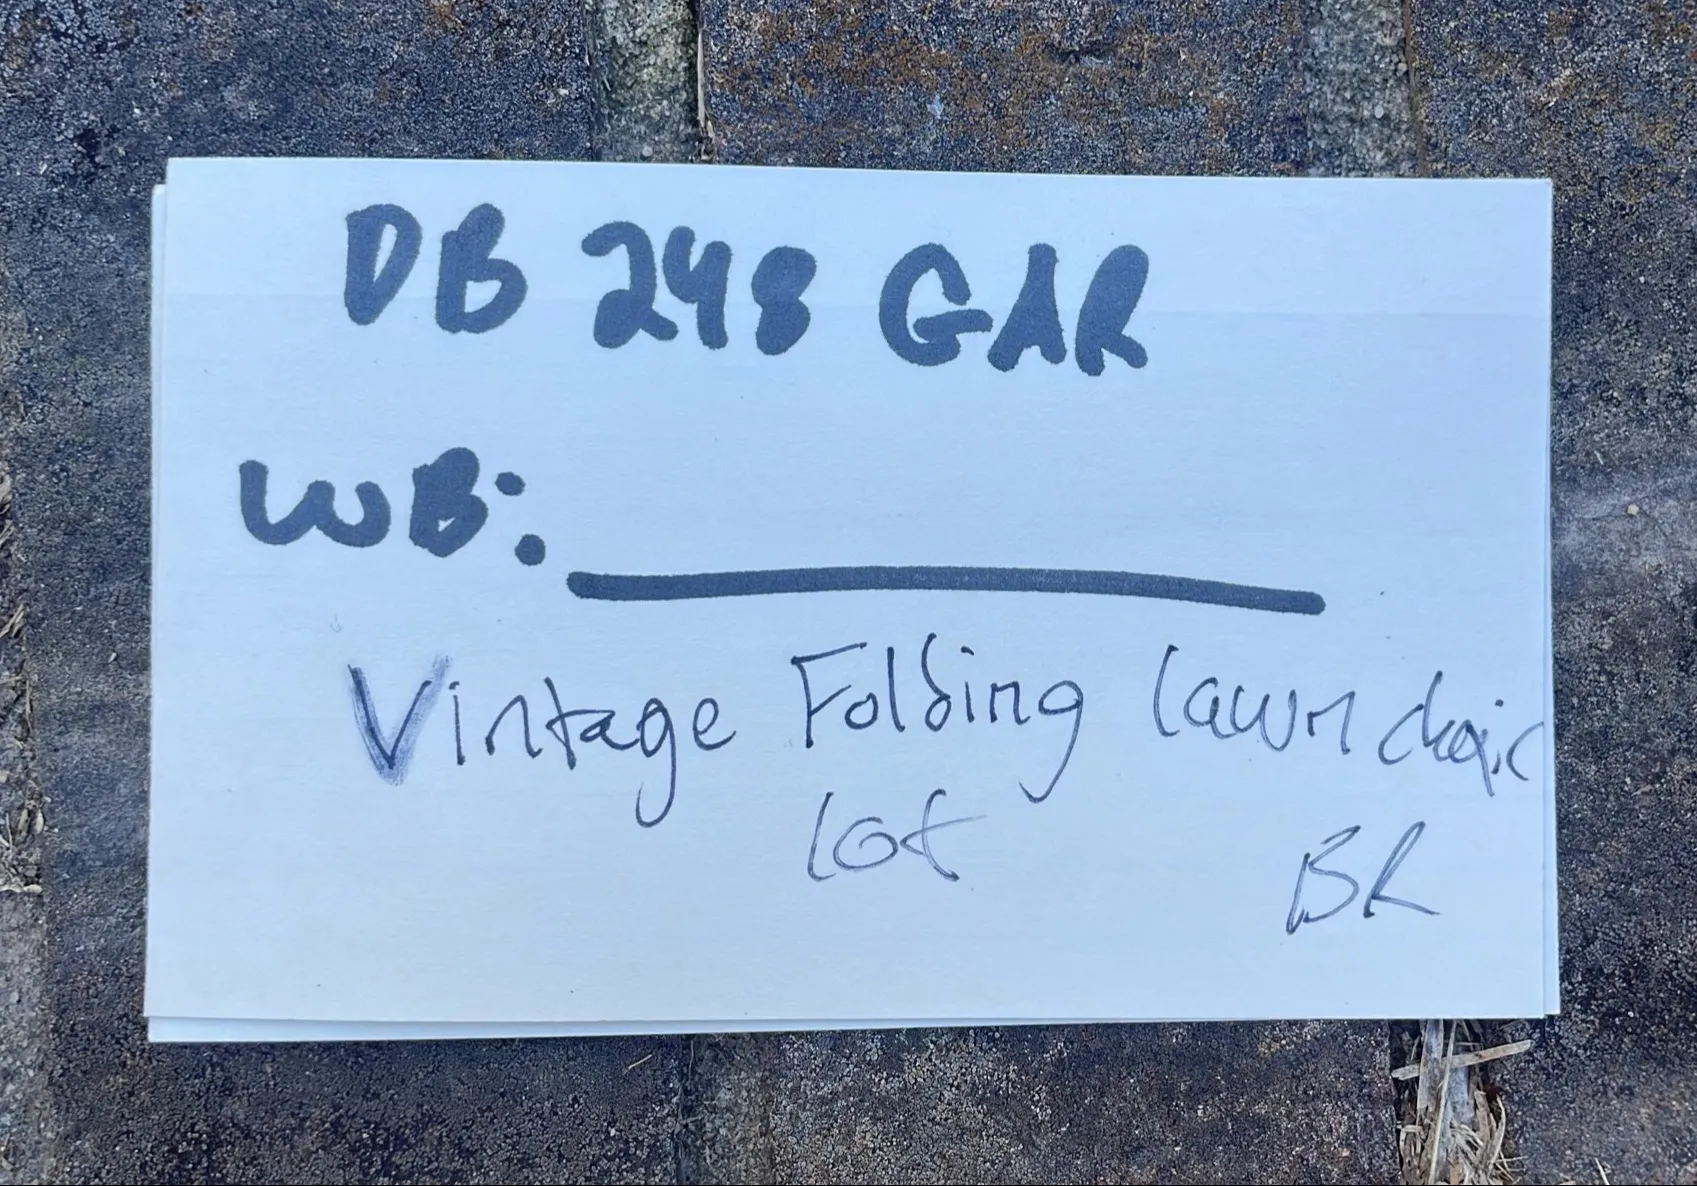 DB 248 GAR
WB:
Vintage Folding lawn chair
lot
BR